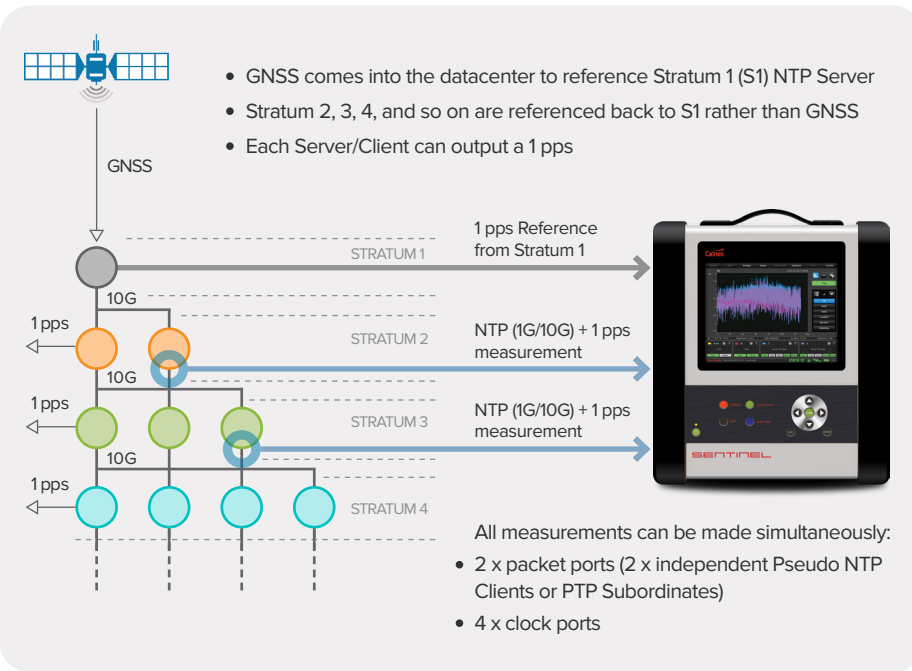 • GNSS comes into the datacenter to reference Stratum 1 (S1) NTP Server
• Stratum 2, 3, 4, and so on are referenced back to S1 rather than GNSS
• Each Server/Client can output a 1 pps
GNSS
STRATUM 1
1 pps Reference
from Stratum 1
10G
1 pps
STRATUM 2
NTP (1G/10G) + 1 pps
measurement
10G
1 pps
STRATUM 3
NTP (1G/10G) + 1 pps
measurement
10G
1 pps
STRATUM 4
Calnex
SENTINEL
All measurements can be made simultaneously:
• 2 x packet ports (2 x independent Pseudo NTP
Clients or PTP Subordinates)
• 4 x clock ports